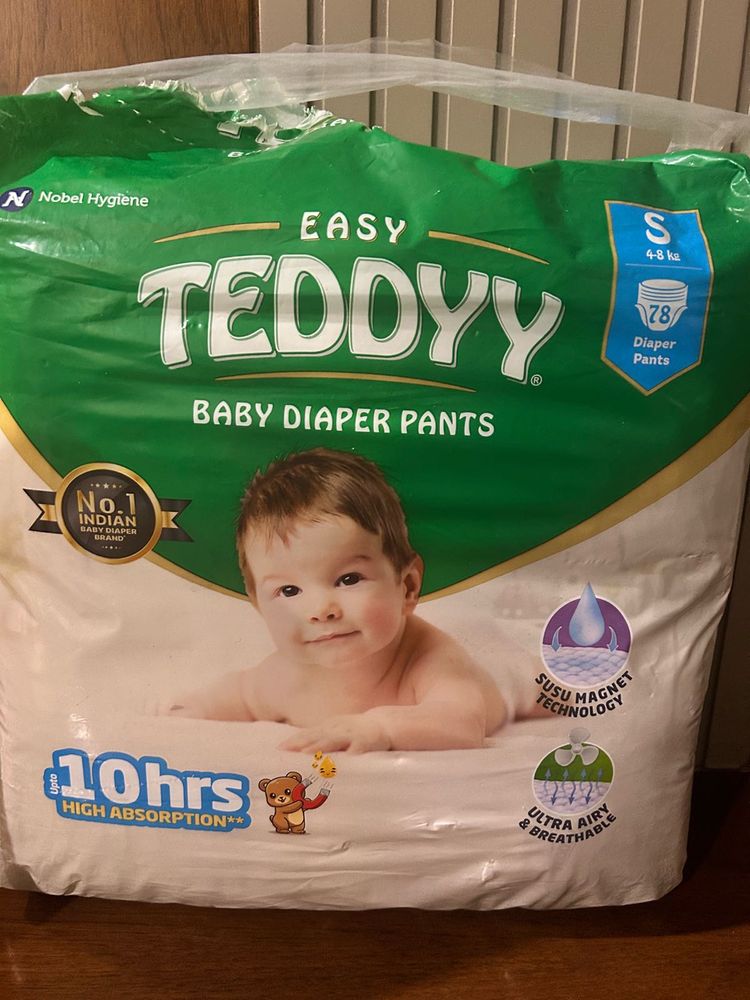 N Nobel Hygiene
EASY
TEDDYY®
BABY DIAPER PANTS
S
4-8 kg
78
Diaper
Pants
No.1
INDIAN
BABY DIAPER
BRAND*
SUSU MAGNET
TECHNOLOGY
Upto
10hrs
HIGH ABSORPTION**
ULTRA AIRY
& BREATHABLE